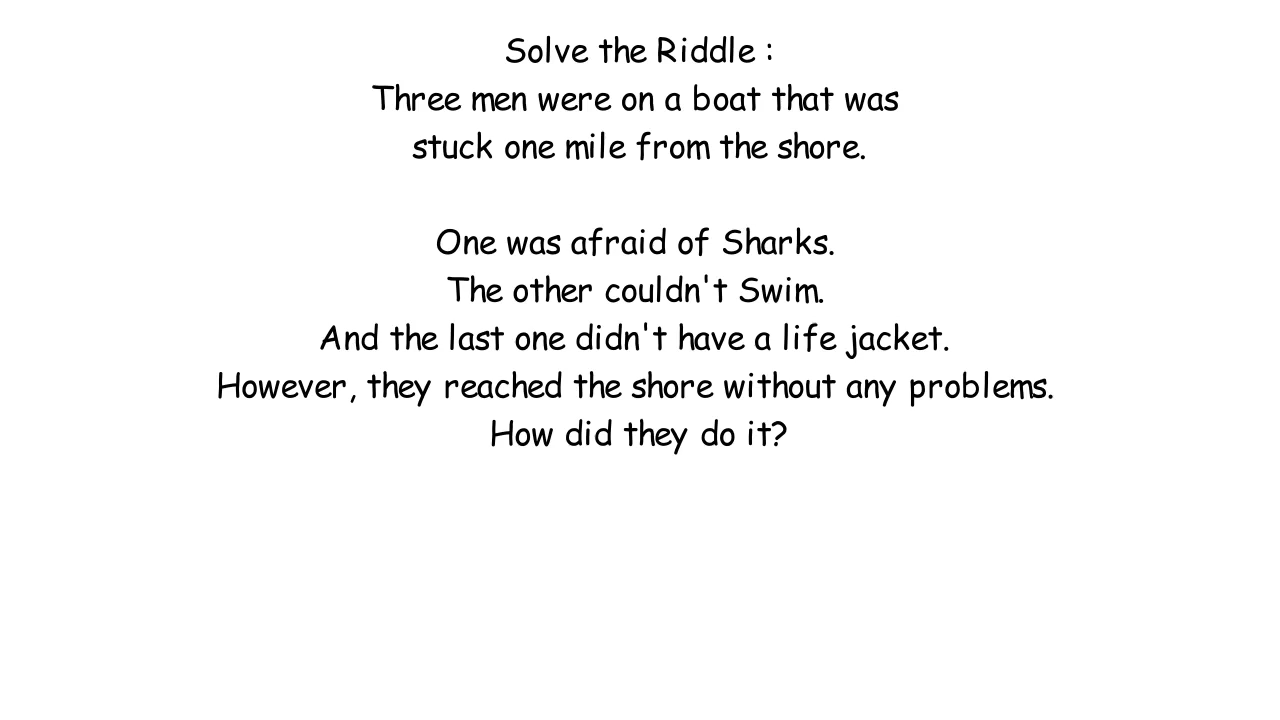 Solve the Riddle :
Three men were on a boat that was
stuck one mile from the shore.
One was afraid of Sharks.
The other couldn't Swim.
And the last one didn't have a life jacket.
However, they reached the shore without any problems.
How did they do it?